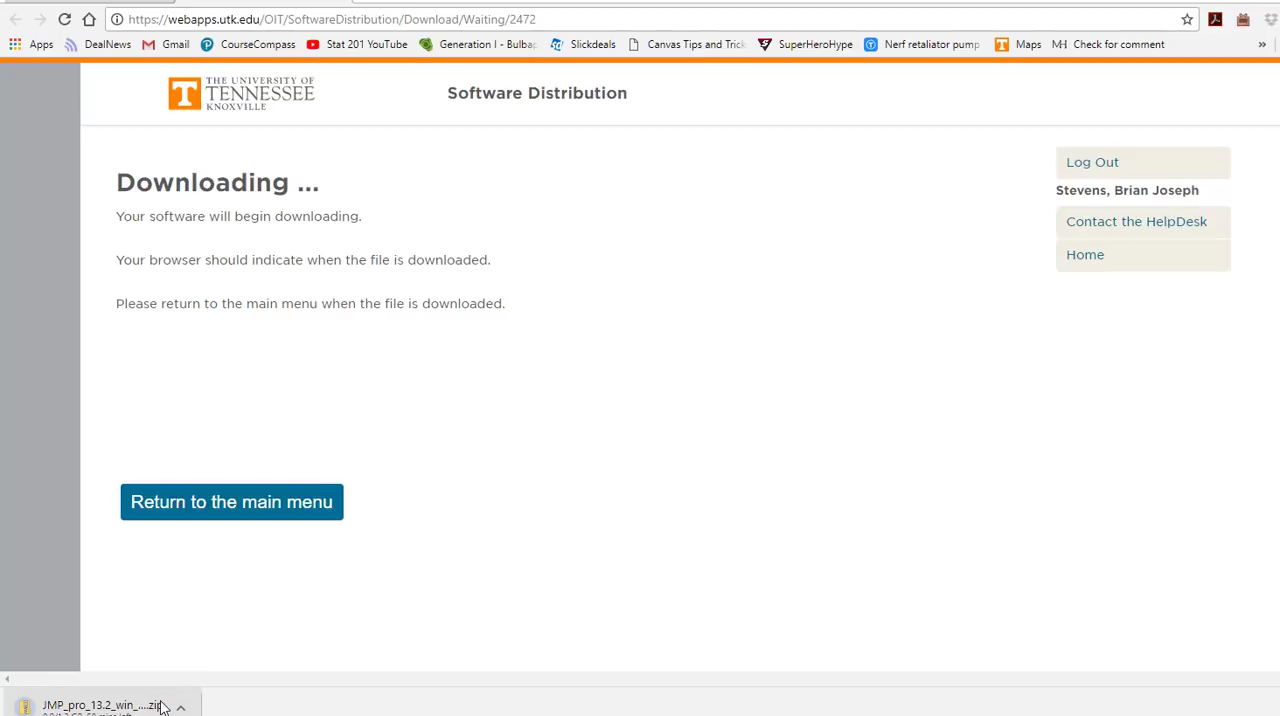 https://webapps.utk.edu/OIT/SoftwareDistribution/Download/Waiting/2472
Apps DealNews Gmail CourseCompass Stat 201 YouTube Generation I - Bulba Slickdeals Canvas Tips and Trick SuperHeroHype Nerf retaliator pump Maps Check for comment »
THE UNIVERSITY OF
TENNESSEE
KNOXVILLE
Software Distribution
Log Out
Stevens, Brian Joseph
Contact the HelpDesk
Home
Downloading ...
Your software will begin downloading.
Your browser should indicate when the file is downloaded.
Please return to the main menu when the file is downloaded.
Return to the main menu
JMP_pro_13.2_win_....zip